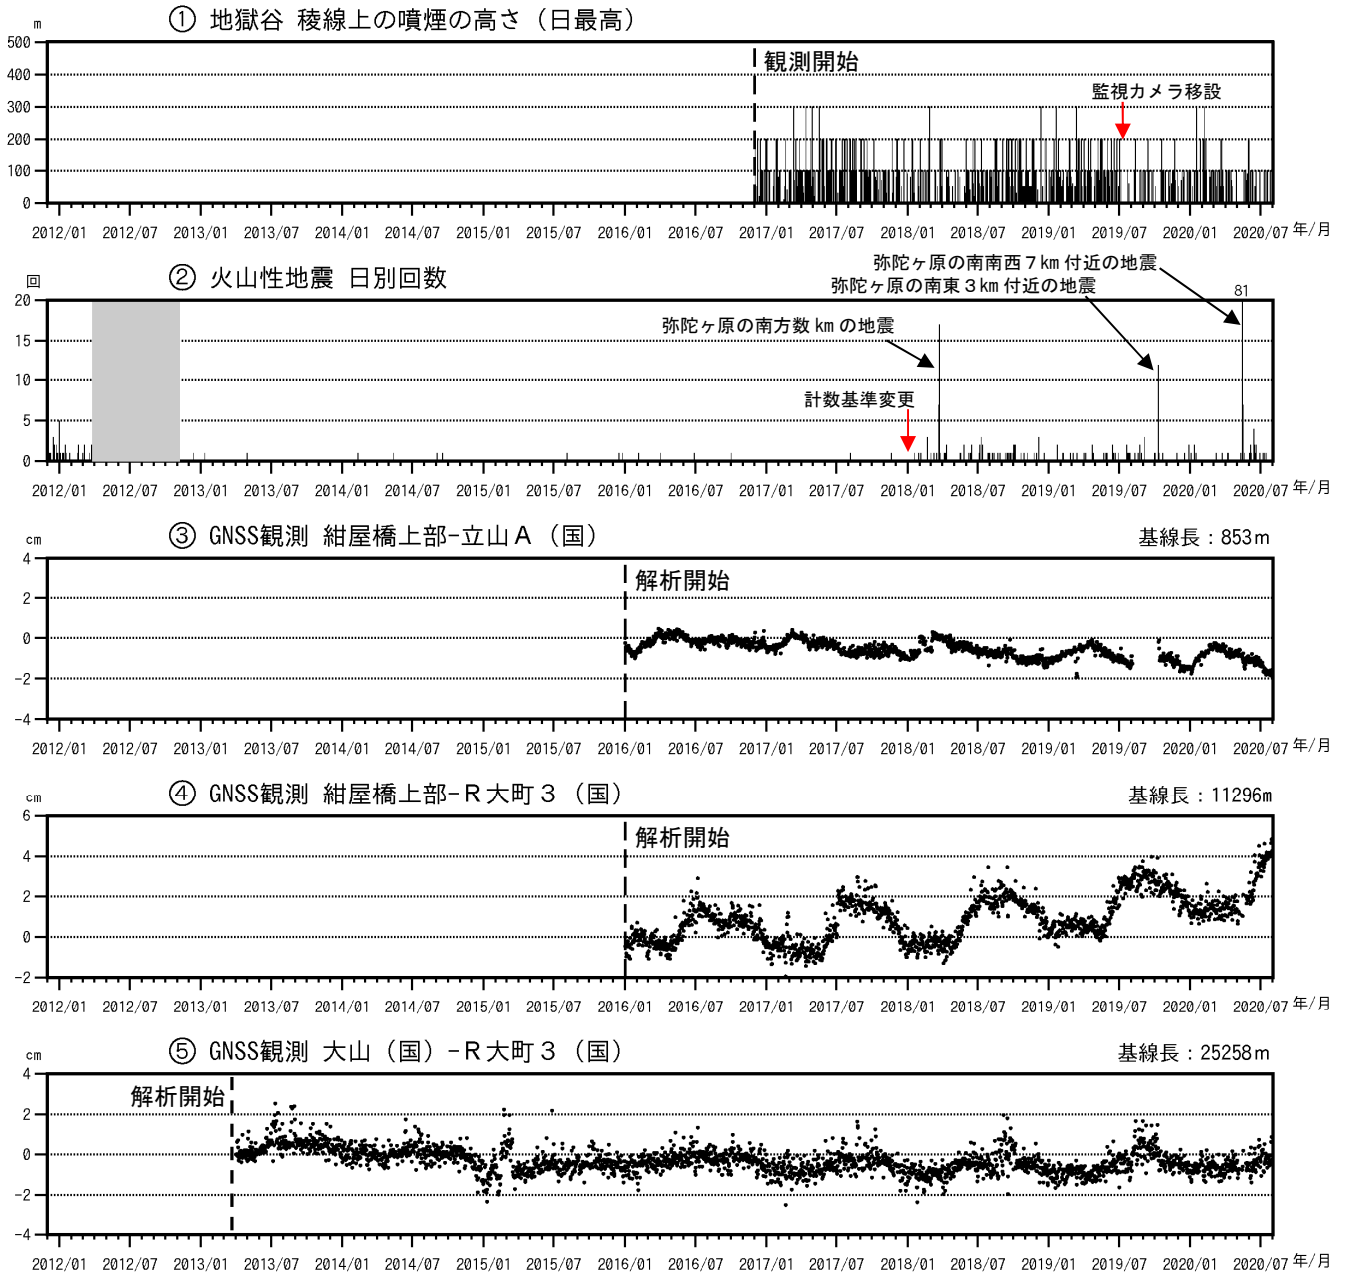 ① 地獄谷 稜線上の噴煙の高さ（日最高）
m
500
400
300
200
100
0
観測開始
監視カメラ移設
2012/01 2012/07 2013/01 2013/07 2014/01 2014/07 2015/01 2015/07 2016/01 2016/07 2017/01 2017/07 2018/01 2018/07 2019/01 2019/07 2020/01 2020/07 年/月
② 火山性地震 日別回数
回
20
15
10
5
0
弥陀ヶ原の南南西７km 付近の地震
弥陀ヶ原の南東３km 付近の地震
81
弥陀ヶ原の南方数 km の地震
計数基準変更
2012/01 2012/07 2013/01 2013/07 2014/01 2014/07 2015/01 2015/07 2016/01 2016/07 2017/01 2017/07 2018/01 2018/07 2019/01 2019/07 2020/01 2020/07 年/月
③ GNSS観測 紺屋橋上部-立山Ａ（国）
基線長：853m
cm
4
2
0
-2
-4
解析開始
2012/01 2012/07 2013/01 2013/07 2014/01 2014/07 2015/01 2015/07 2016/01 2016/07 2017/01 2017/07 2018/01 2018/07 2019/01 2019/07 2020/01 2020/07 年/月
④ GNSS観測 紺屋橋上部-Ｒ大町３（国）
基線長：11296m
cm
6
4
2
0
-2
解析開始
2012/01 2012/07 2013/01 2013/07 2014/01 2014/07 2015/01 2015/07 2016/01 2016/07 2017/01 2017/07 2018/01 2018/07 2019/01 2019/07 2020/01 2020/07 年/月
⑤ GNSS観測 大山（国）-Ｒ大町３（国）
基線長：25258m
cm
4
2
0
-2
-4
解析開始
2012/01 2012/07 2013/01 2013/07 2014/01 2014/07 2015/01 2015/07 2016/01 2016/07 2017/01 2017/07 2018/01 2018/07 2019/01 2019/07 2020/01 2020/07 年/月